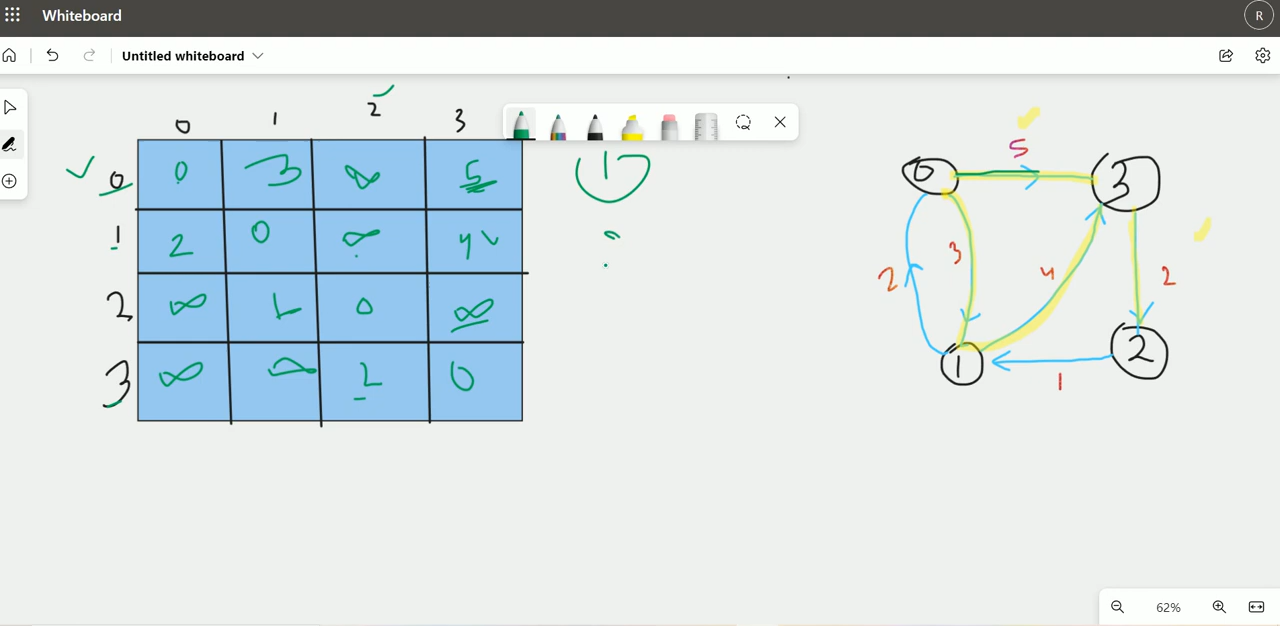 Whiteboard
R
Untitled whiteboard
0 1 2 3
0 0 3 ∞ 5
1 2 0 ∞ 4
2 ∞ 1 0 ∞
3 ∞ ∞ 2 0
1
5
0 3
3
2 4 2
1 2
1
62%